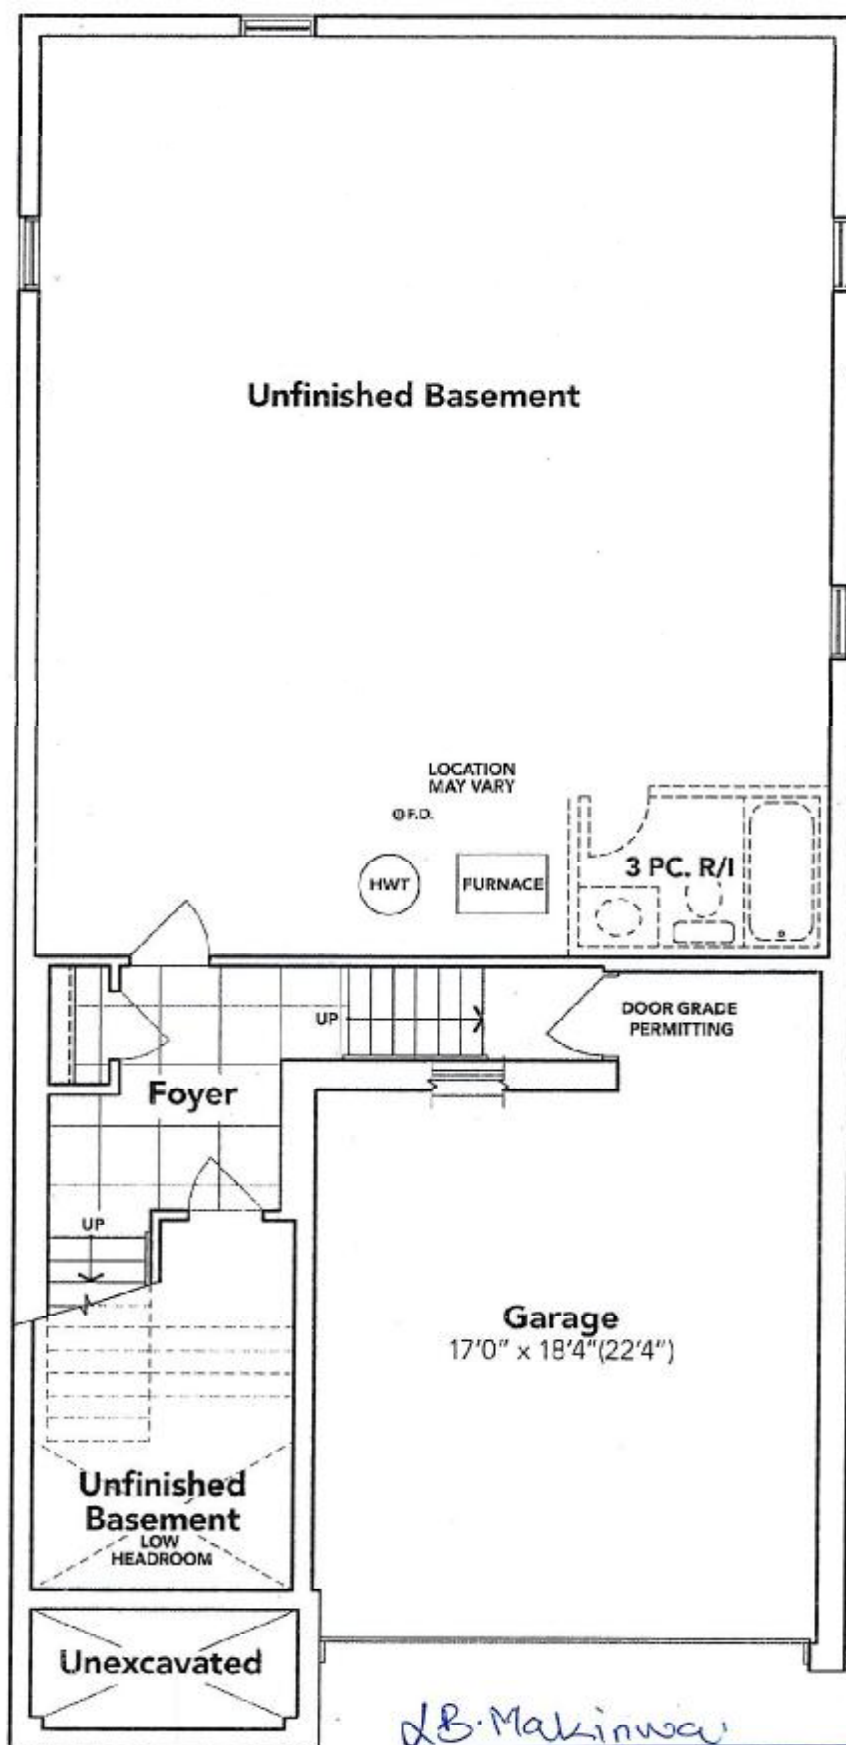 Unfinished Basement
LOCATION
MAY VARY
F.D.
HWT
FURNACE
3 PC. R/I
UP
DOOR GRADE
PERMITTING
Foyer
UP
Garage
17'0" x 18'4"(22'4")
Unfinished
Basement
LOW
HEADROOM
Unexcavated
LB. Makinwa